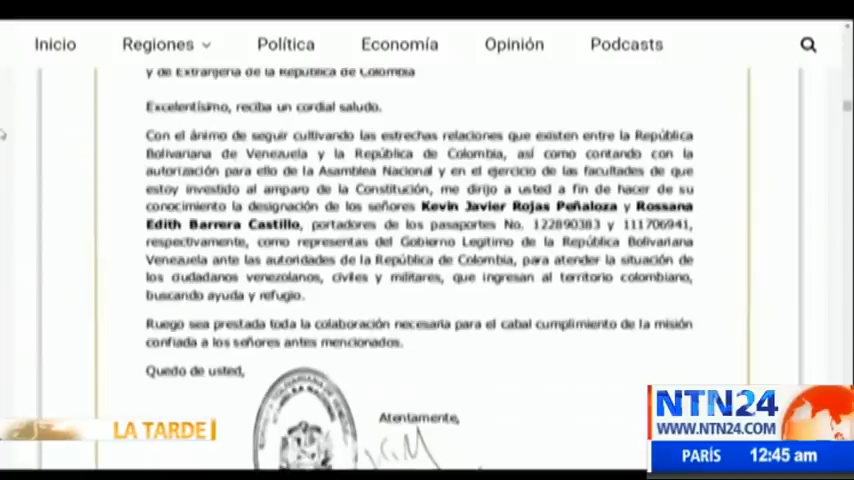 Inicio Regiones Política Economía Opinión Podcasts
y de Extranjería de la República de Colombia
Excelentísimo, reciba un cordial saludo.
Con el ánimo de seguir cultivando las estrechas relaciones que existen entre la República
Bolivariana de Venezuela y la República de Colombia, así como contando con la
autorización para ello de la Asamblea Nacional y en el ejercicio de las facultades de que
estoy investido al amparo de la Constitución, me dirijo a usted a fin de hacer de su
conocimiento la designación de los señores Kevin Javier Rojas Peñaloza y Rossana
Edith Barrera Castillo, portadores de los pasaportes No. 122890383 y 111706941,
respectivamente, como represetantes del Gobierno Legitimo de la República Bolivariana
Venezuela ante las autoridades de la República de Colombia, para atender la situación de
los ciudadanos venezolanos, civiles y militares, que ingresan al territorio colombiano,
buscando ayuda y refugio.
Ruego sea prestada toda la colaboración necesaria para el cabal cumplimiento de la misión
confiada a los señores antes mencionados.
Quedo de usted,
Atentamente,
LA TARDE
NTN24
WWW.NTN24.COM
PARÍS 12:45 am